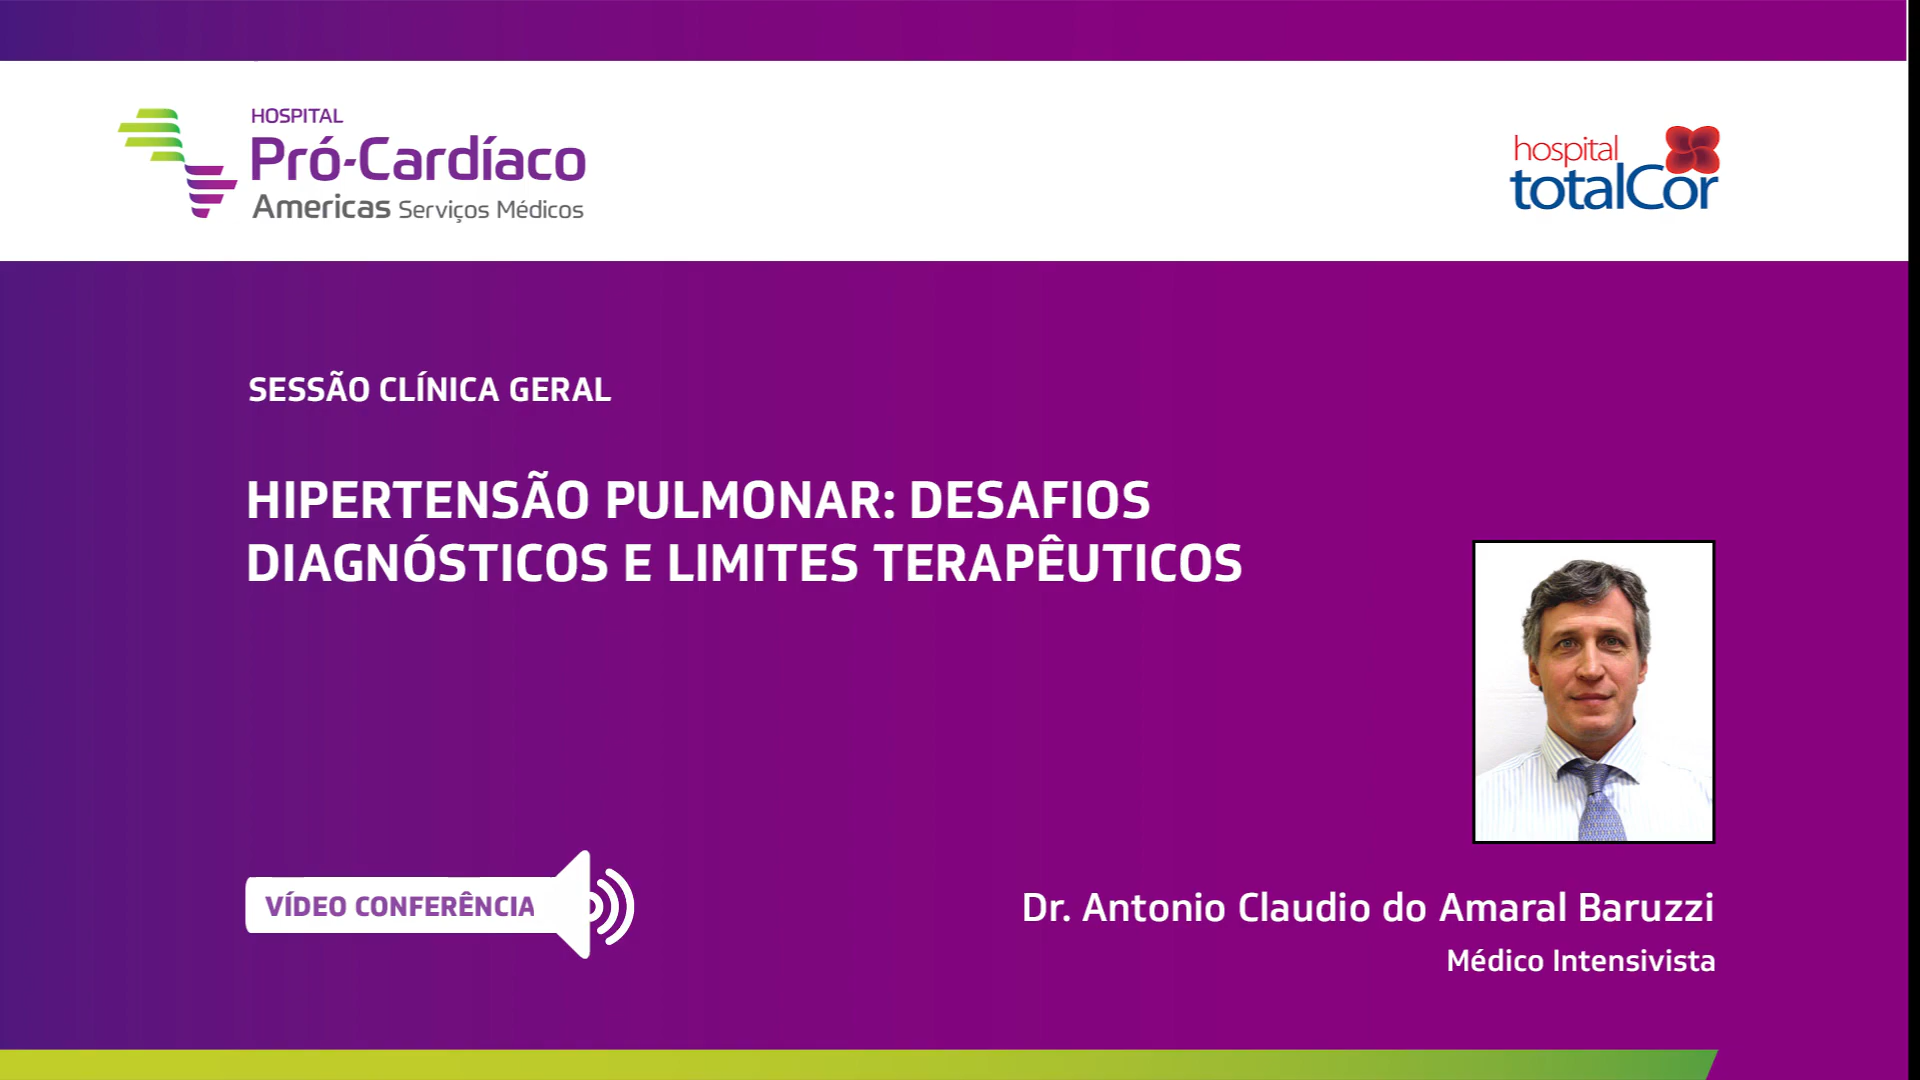 HOSPITAL
Pró-Cardíaco
Americas Serviços Médicos
hospital
totalCor
SESSÃO CLÍNICA GERAL
HIPERTENSÃO PULMONAR: DESAFIOS
DIAGNÓSTICOS E LIMITES TERAPÊUTICOS
VÍDEO CONFERÊNCIA
Dr. Antonio Claudio do Amaral Baruzzi
Médico Intensivista